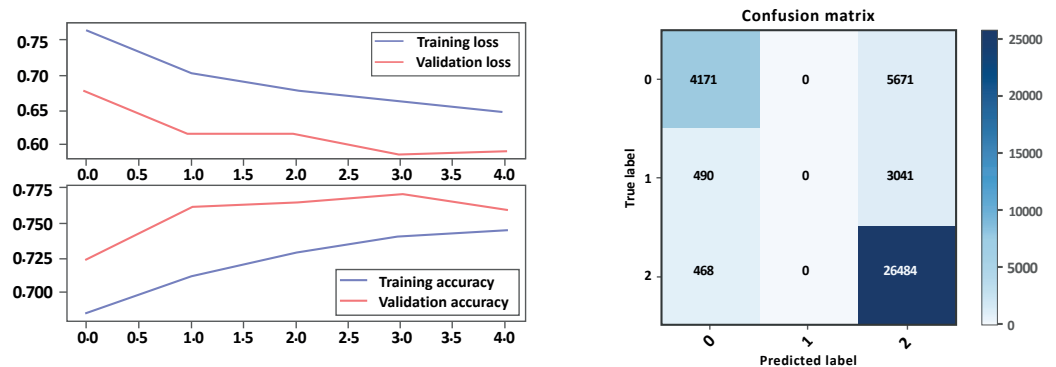 0·75
0·70
0·65
0·60
Training loss
Validation loss
0·0 0·5 1·0 1·5 2·0 2·5 3·0 3·5 4·0
0·775
0·750
0·725
0·700
Training accuracy
Validation accuracy
0·0 0·5 1·0 1·5 2·0 2·5 3·0 3·5 4·0
Confusion matrix
True label
0 4171 0 5671
1 490 0 3041
2 468 0 26484
0 1 2
Predicted label
25000
20000
15000
10000
5000
0